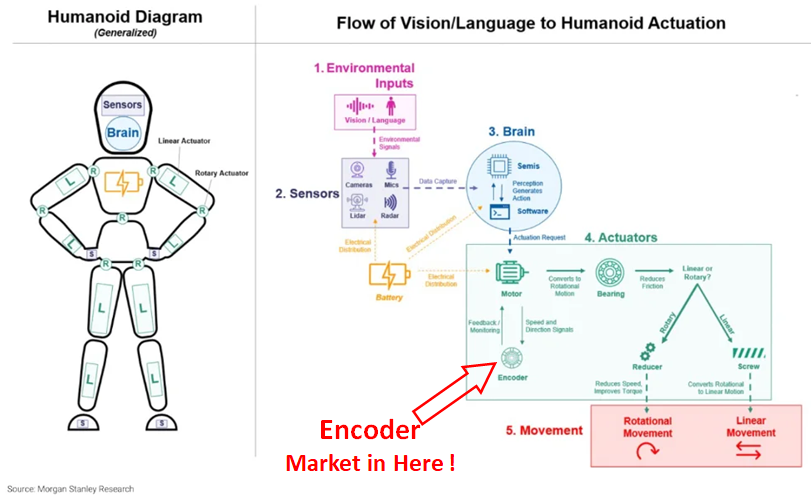 Humanoid Diagram
(Generalized)
Sensors
Brain
Linear Actuator
Rotary Actuator
L
L
R
R
R
R
R
L
L
S
S
R
R
L
L
L
L
S
S
Flow of Vision/Language to Humanoid Actuation
1. Environmental
Inputs
Vision / Language
Environmental
Signals
2. Sensors
Cameras
Mics
Lidar
Radar
Data Capture
3. Brain
Semis
Perception
Generates
Action
Software
Electrical
Distribution
Electrical Distribution
Battery
Electrical
Distribution
Actuation Request
4. Actuators
Motor
Converts to
Rotational
Motion
Bearing
Reduces
Friction
Linear or
Rotary?
Feedback /
Monitoring
Speed and
Direction Signals
Encoder
Rotary
Linear
Reducer
Screw
Reduces Speed,
Improves Torque
Converts Rotational
to Linear Motion
5. Movement
Rotational
Movement
Linear
Movement
Encoder
Market in Here !
Source: Morgan Stanley Research